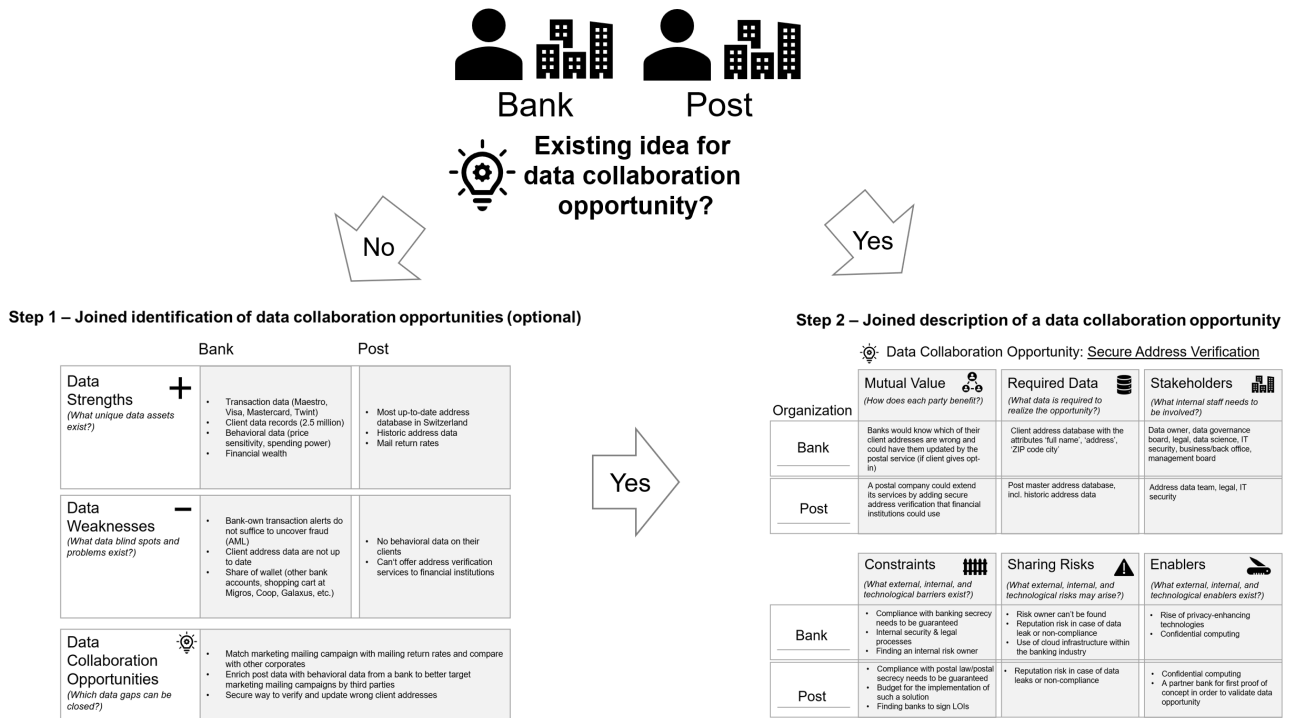 Bank
Post
Existing idea for
data collaboration
opportunity?
No
Yes
Step 1 – Joined identification of data collaboration opportunities (optional)
Bank
Post
Data
Strengths
(What unique data assets
exist?)
• Transaction data (Maestro,
Visa, Mastercard, Twint)
• Client data records (2.5 million)
• Behavioral data (price
sensitivity, spending power)
• Financial wealth
• Most up-to-date address
database in Switzerland
• Historic address data
• Mail return rates
Data
Weaknesses
(What data blind spots and
problems exist?)
• Bank-own transaction alerts do
not suffice to uncover fraud
(AML)
• Client address data are not up
to date
• Share of wallet (other bank
accounts, shopping cart at
Migros, Coop, Galaxus, etc.)
• No behavioral data on their
clients
• Can't offer address verification
services to financial institutions
Data
Collaboration
Opportunities
(Which data gaps can be
closed?)
• Match marketing mailing campaign with mailing return rates and compare
with other corporates
• Enrich post data with behavioral data from a bank to better target
marketing mailing campaigns by third parties
• Secure way to verify and update wrong client addresses
Yes
Step 2 – Joined description of a data collaboration opportunity
Data Collaboration Opportunity: Secure Address Verification
Organization
Mutual Value
(How does each party benefit?)
Required Data
(What data is required to
realize the opportunity?)
Stakeholders
(What internal staff needs to
be involved?)
Bank
Banks would know which of their
client addresses are wrong and
could have them updated by the
postal service (if client gives opt-
in)
Client address database with the
attributes 'full name', 'address',
'ZIP code city'
Data owner, data governance
board, legal, data science, IT
security, business/back office,
management board
Post
A postal company could extend
its services by adding secure
address verification that financial
institutions could use
Post master address database,
incl. historic address data
Address data team, legal, IT
security
Constraints
(What external, internal, and
technological barriers exist?)
Sharing Risks
(What external, internal, and
technological risks may arise?)
Enablers
(What external, internal, and
technological enablers exist?)
Bank
• Compliance with banking secrecy
needs to be guaranteed
• Internal security & legal
processes
• Finding an internal risk owner
• Risk owner can't be found
• Reputation risk in case of data
leak or non-compliance
• Use of cloud infrastructure within
the banking industry
• Rise of privacy-enhancing
technologies
• Confidential computing
Post
• Compliance with postal law/postal
secrecy needs to be guaranteed
• Budget for the implementation of
such a solution
• Finding banks to sign LOIs
• Reputation risk in case of data
leaks or non-compliance
• Confidential computing
• A partner bank for first proof of
concept in order to validate data
opportunity